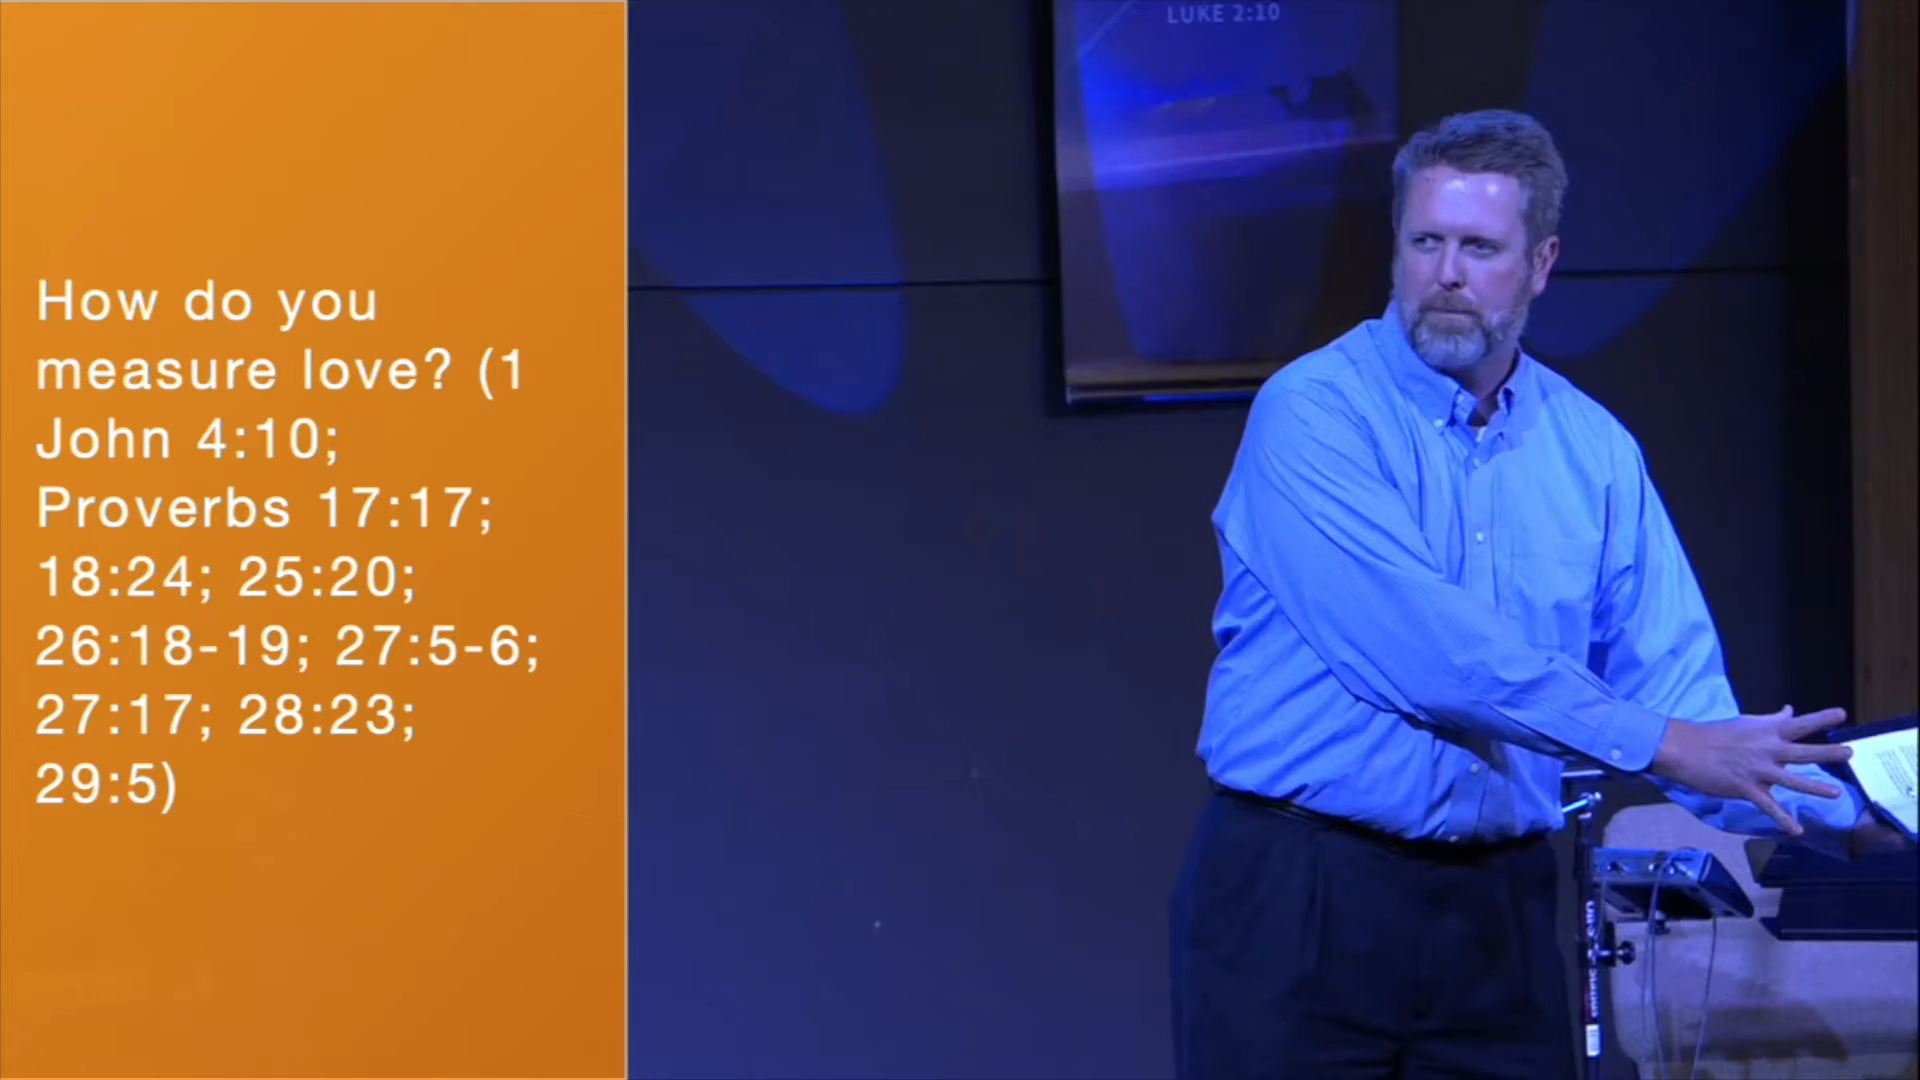 How do you
measure love? (1
John 4:10;
Proverbs 17:17;
18:24; 25:20;
26:18-19; 27:5-6;
27:17; 28:23;
29:5)
LUKE 2:10